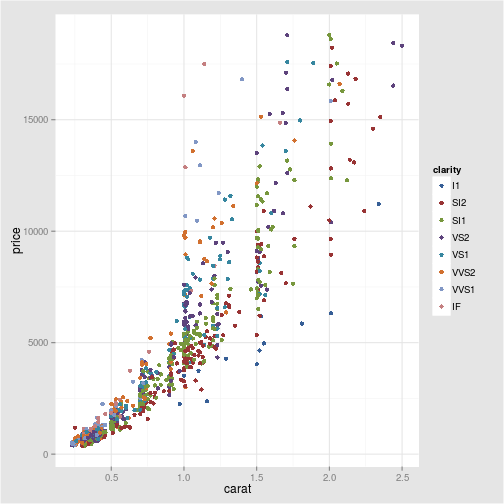 15000
10000
5000
0
price
0.5 1.0 1.5 2.0 2.5
carat
clarity
I1
SI2
SI1
VS2
VS1
VVS2
VVS1
IF